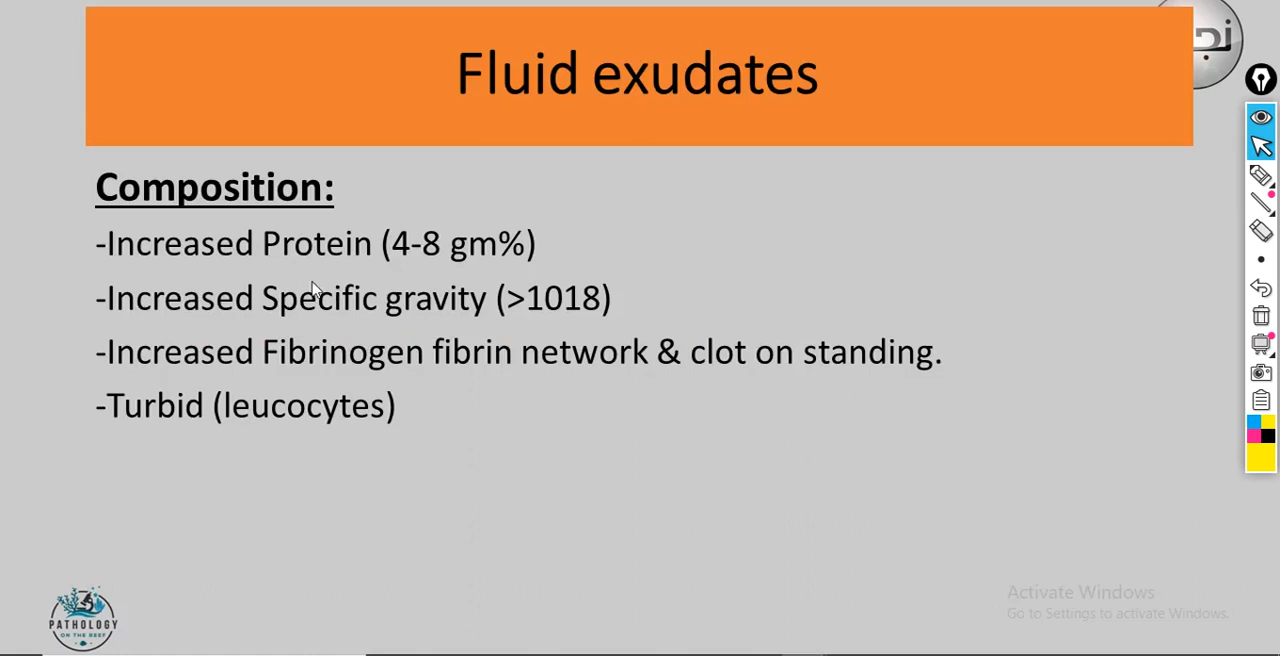 Fluid exudates
Composition:
-Increased Protein (4-8 gm%)
-Increased Specific gravity (>1018)
-Increased Fibrinogen fibrin network & clot on standing.
-Turbid (leucocytes)
PATHOLOGY
ON THE REEF
Activate Windows
Go to Settings to activate Windows.